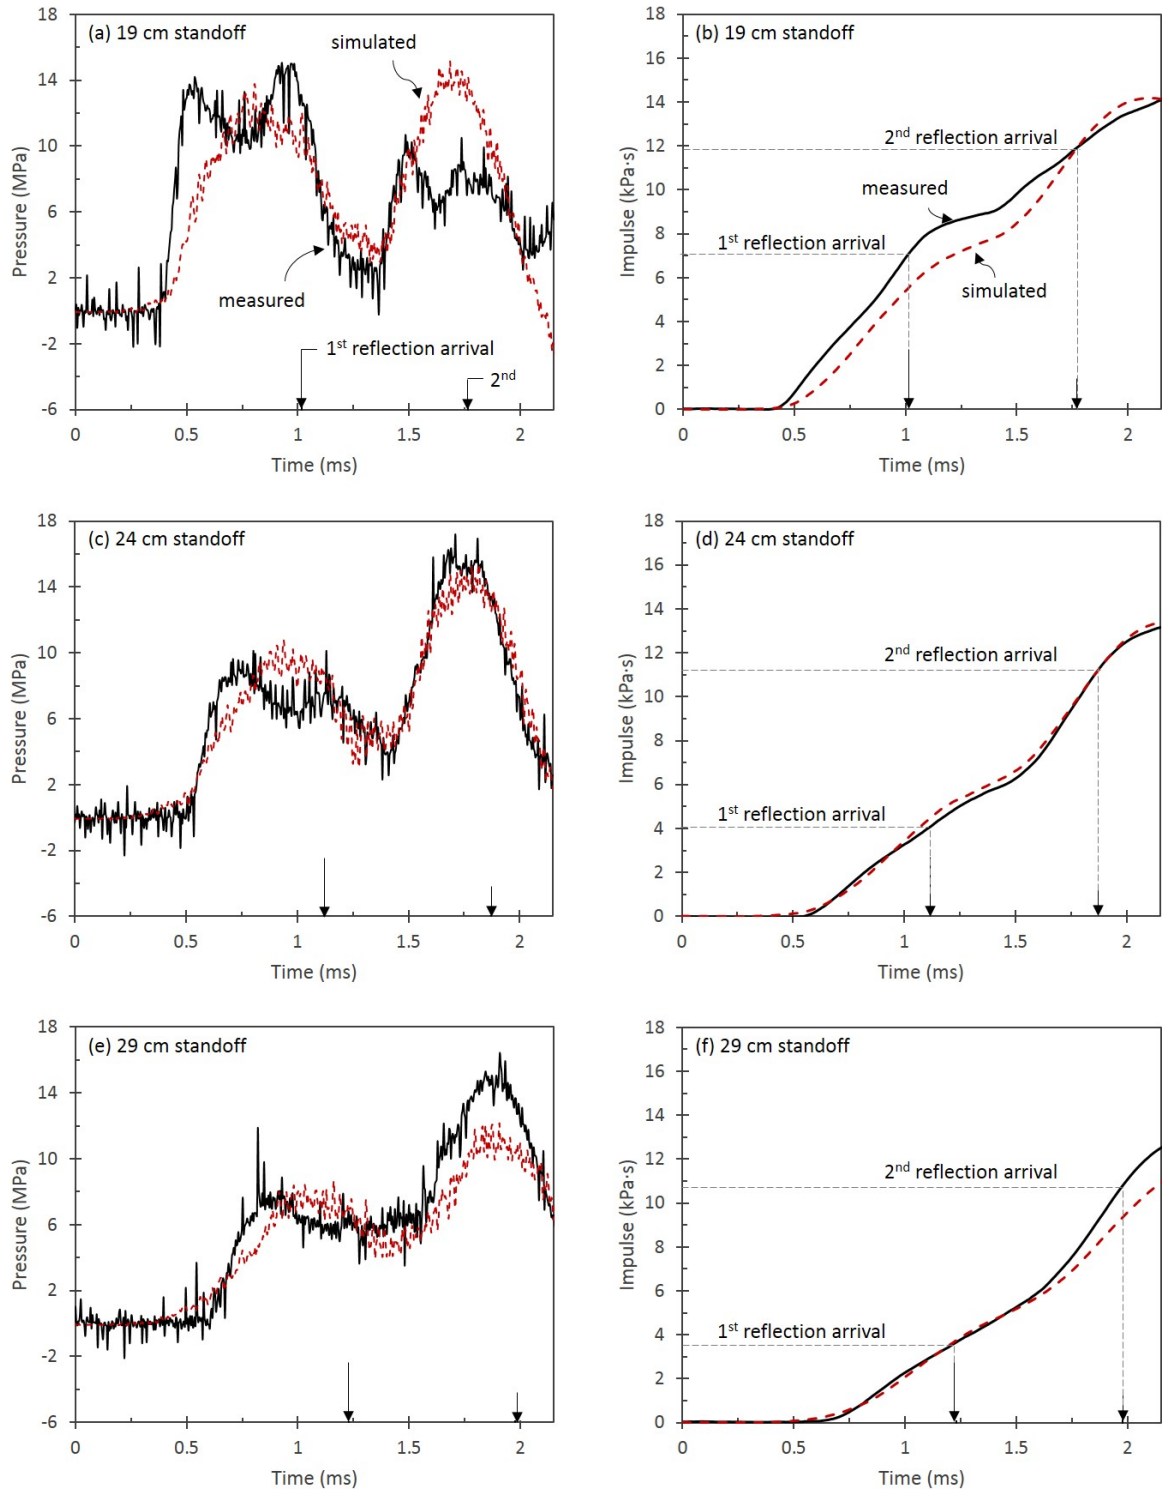 (a) 19 cm standoff
simulated
measured
1st reflection arrival
2nd
18
14
10
6
2
-2
-6
0
0.5
1
1.5
2
Pressure (MPa)
Time (ms)
(b) 19 cm standoff
2nd reflection arrival
measured
1st reflection arrival
simulated
18
16
14
12
10
8
6
4
2
0
0
0.5
1
1.5
2
Impulse (kPa·s)
Time (ms)
(c) 24 cm standoff
18
14
10
6
2
-2
-6
0
0.5
1
1.5
2
Pressure (MPa)
Time (ms)
(d) 24 cm standoff
2nd reflection arrival
1st reflection arrival
18
16
14
12
10
8
6
4
2
0
0
0.5
1
1.5
2
Impulse (kPa·s)
Time (ms)
(e) 29 cm standoff
18
14
10
6
2
-2
-6
0
0.5
1
1.5
2
Pressure (MPa)
Time (ms)
(f) 29 cm standoff
2nd reflection arrival
1st reflection arrival
18
16
14
12
10
8
6
4
2
0
0
0.5
1
1.5
2
Impulse (kPa·s)
Time (ms)